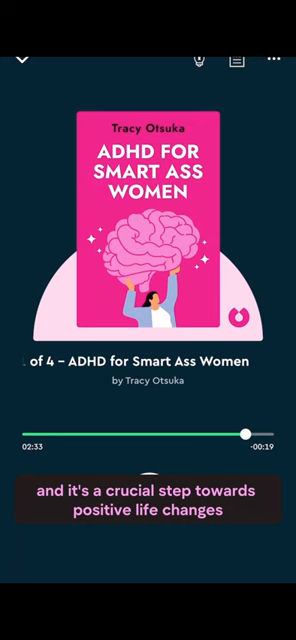 Tracy Otsuka
ADHD FOR
SMART ASS
WOMEN
of 4 – ADHD for Smart Ass Women
by Tracy Otsuka
02:33
-00:19
and it's a crucial step towards
positive life changes